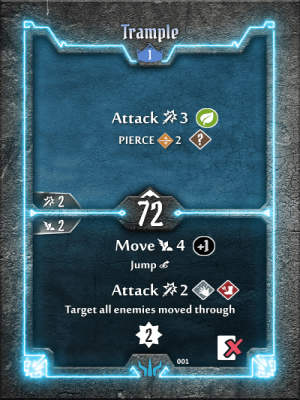 Trample
1
Attack 3
PIERCE 2 ?
2
72
2
Move 4 +1
Jump
Attack 2
Target all enemies moved through
2
001